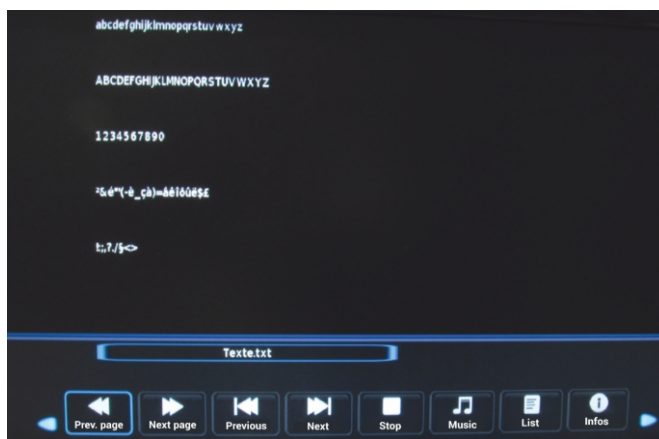 abcdefghijklmnopqrstuvwxyz
ABCDEFGHIJKLMNOPQRSTUVWXYZ
1234567890
²&é"'(-è_çà)=âêîôûë$£
!:;,?./§<>
Texte.txt
Prev. page
Next page
Previous
Next
Stop
Music
List
Infos